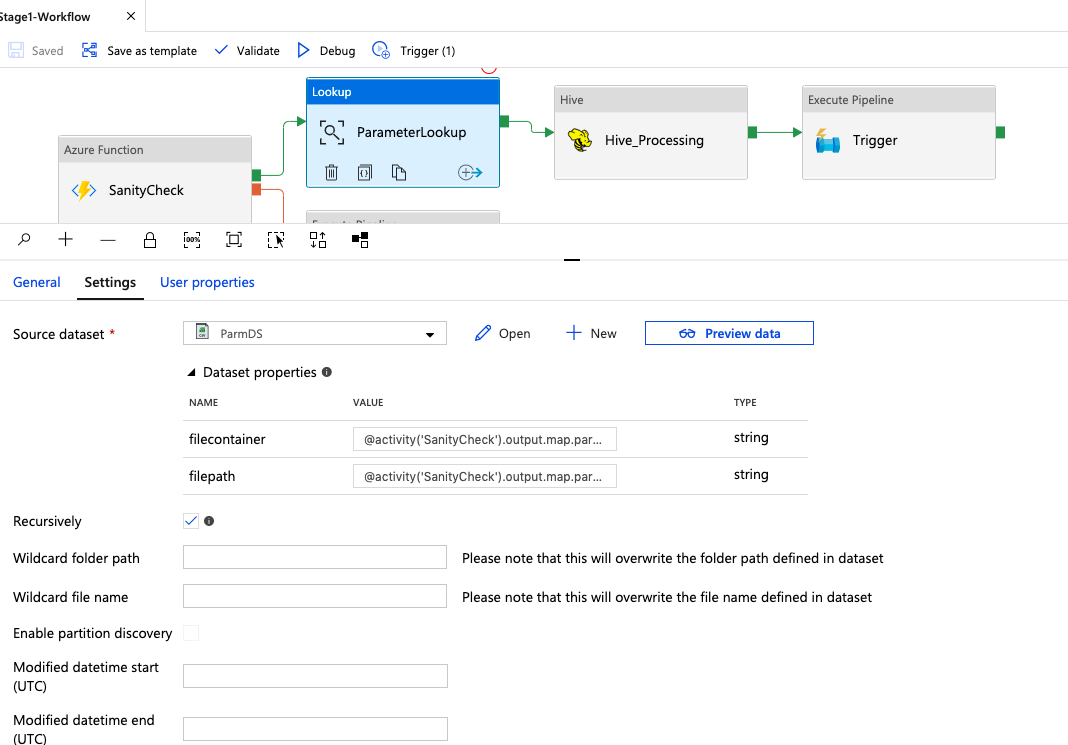 Stage1-Workflow
Saved Save as template Validate Debug Trigger (1)
Lookup
ParameterLookup
Hive
Hive_Processing
Execute Pipeline
Trigger
Azure Function
SanityCheck
Execute Pipeline
100%
General Settings User properties
Source dataset * ParmDS Open New Preview data
Dataset properties
NAME VALUE TYPE
filecontainer @activity('SanityCheck').output.map.par... string
filepath @activity('SanityCheck').output.map.par... string
Recursively
Wildcard folder path Please note that this will overwrite the folder path defined in dataset
Wildcard file name Please note that this will overwrite the file name defined in dataset
Enable partition discovery
Modified datetime start
(UTC)
Modified datetime end
(UTC)